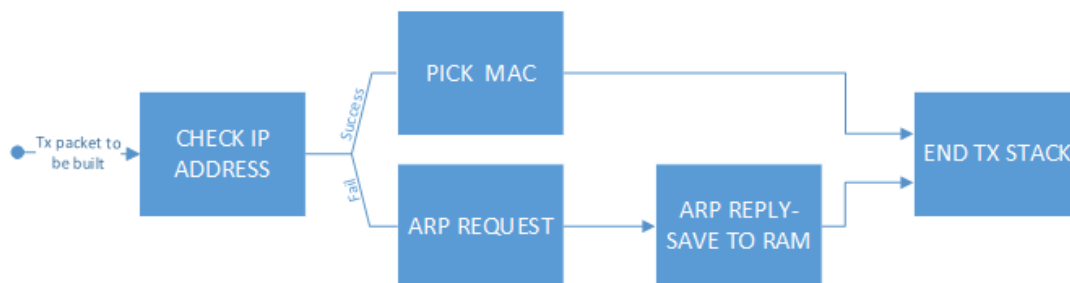 Tx packet to
be built
CHECK IP
ADDRESS
Success
Fail
PICK MAC
ARP REQUEST
ARP REPLY-
SAVE TO RAM
END TX STACK